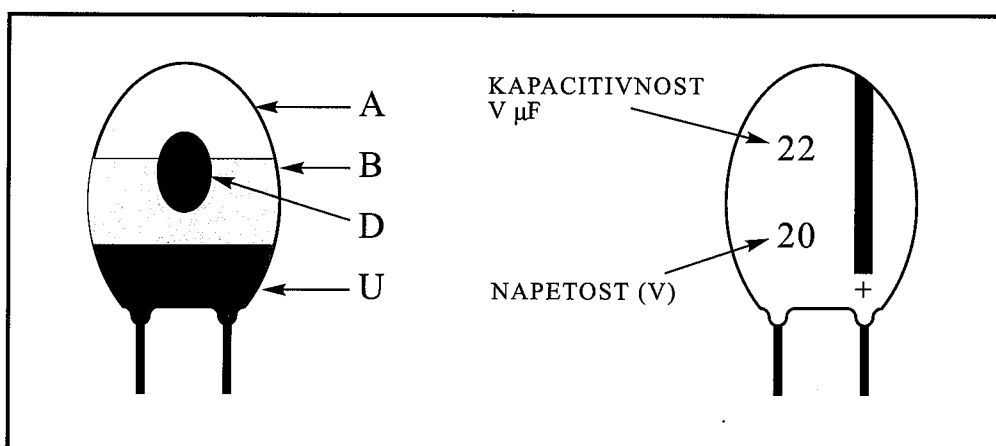 A
B
D
U
KAPACITIVNOST
V µF
22
20
NAPETOST (V)
+